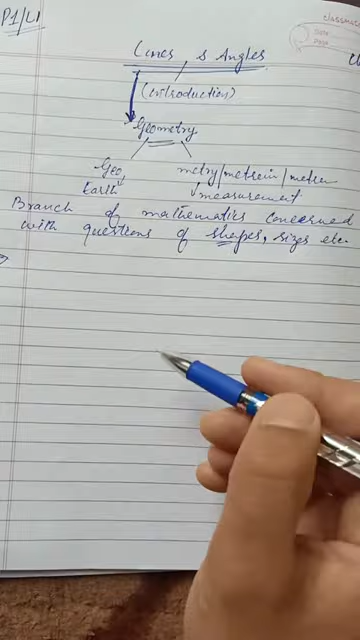 P1/L1
classmate
Date
Page
Lines & Angles
(introduction)
Geometry
Geo, metry/metrein/metron
Earth measurement
Branch of mathematics concerned
with questions of shapes, sizes etc.